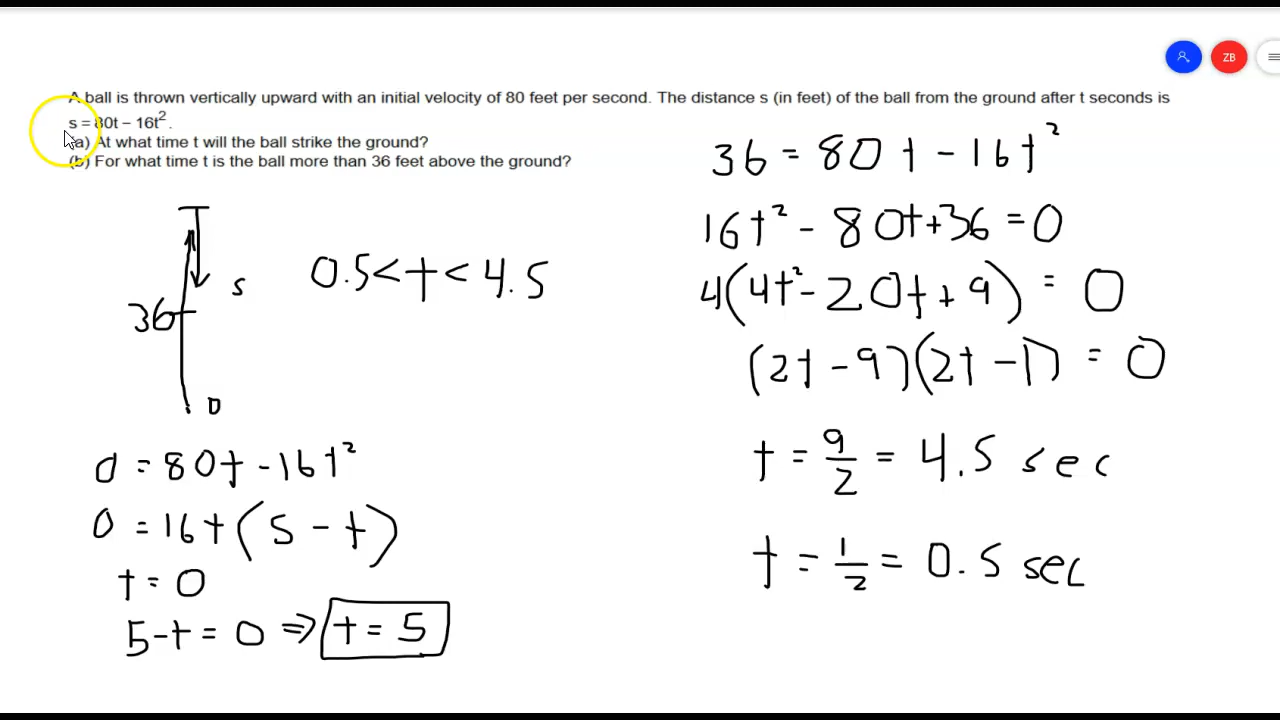 ZB
A ball is thrown vertically upward with an initial velocity of 80 feet per second. The distance s (in feet) of the ball from the ground after t seconds is
s = 80t − 16t².
(a) At what time t will the ball strike the ground?
(b) For what time t is the ball more than 36 feet above the ground?
36
s
0
0.5 < t < 4.5
0 = 80t - 16t²
0 = 16t(5 - t)
t = 0
5 - t = 0 ⇒ t = 5
36 = 80t - 16t²
16t² - 80t + 36 = 0
4(4t² - 20t + 9) = 0
(2t - 9)(2t - 1) = 0
t = 9/2 = 4.5 sec
t = 1/2 = 0.5 sec